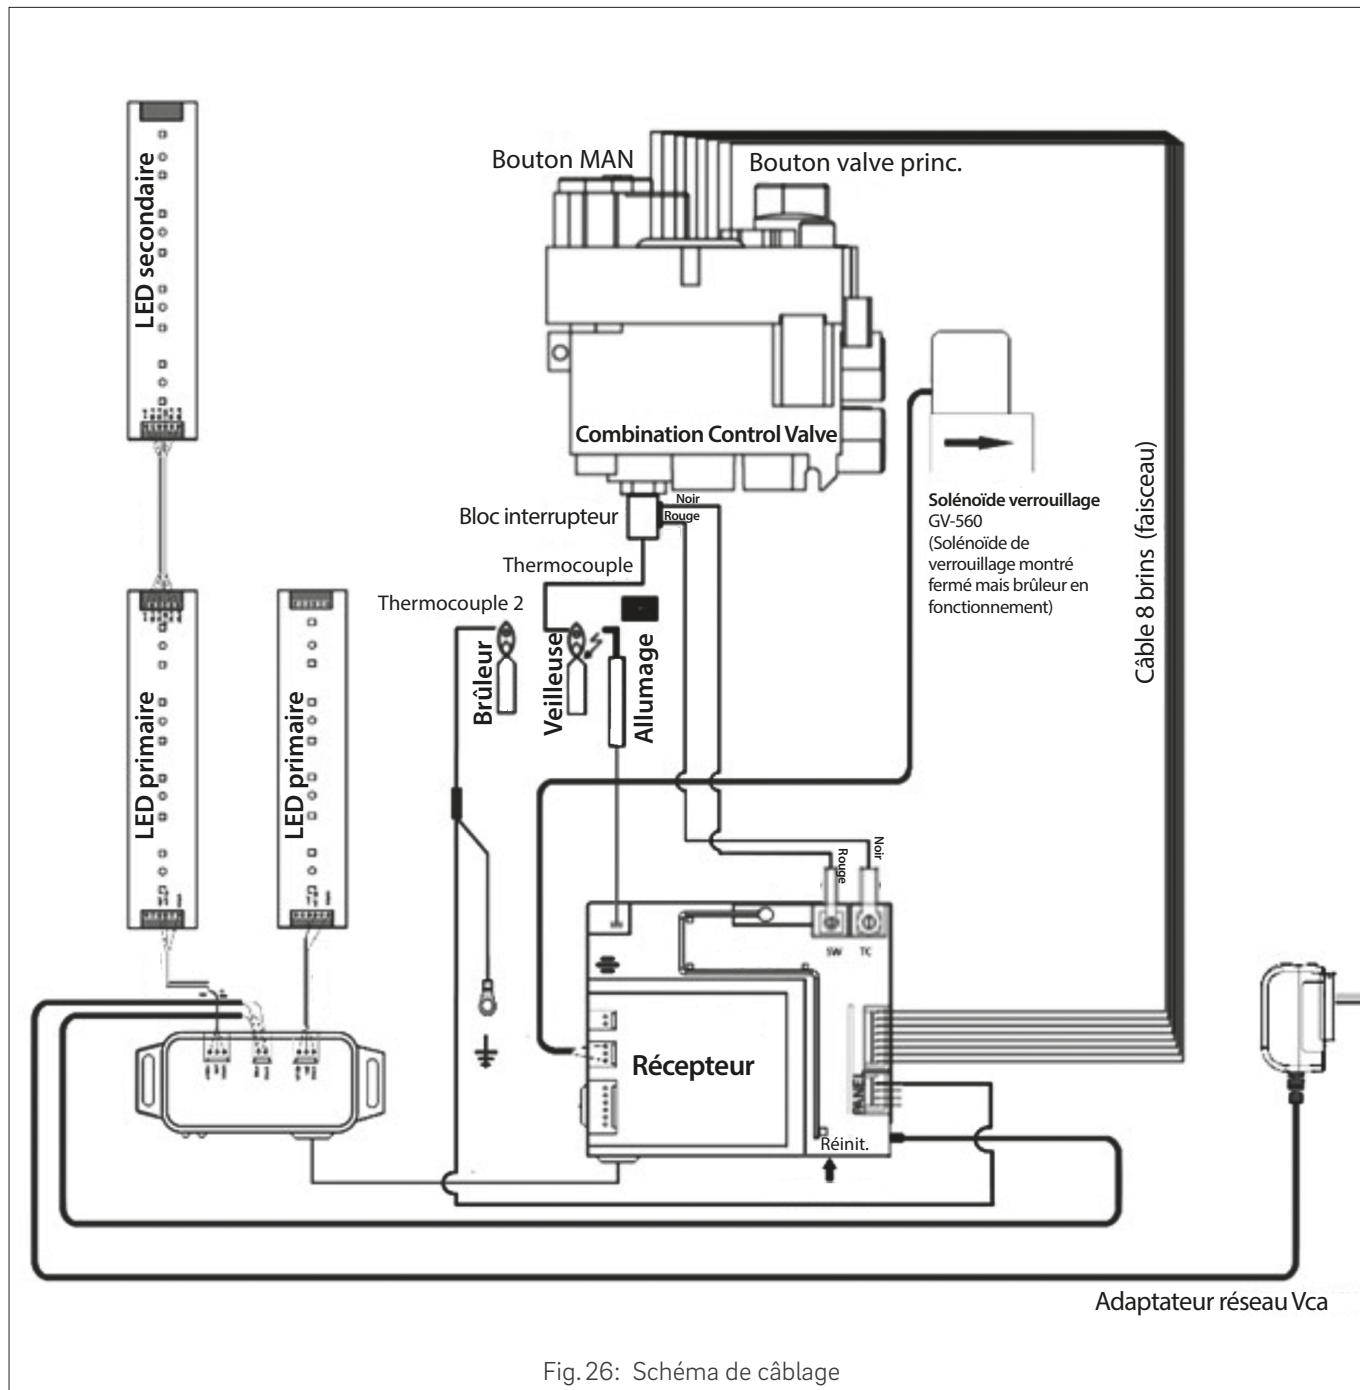 Bouton MAN
Bouton valve princ.
LED secondaire
Combination Control Valve
Noir
Rouge
Bloc interrupteur
Thermocouple
Thermocouple 2
Solénoïde verrouillage
GV-560
(Solénoïde de
verrouillage montré
fermé mais brûleur en
fonctionnement)
Câble 8 brins (faisceau)
Brûleur
Veilleuse
Allumage
LED primaire
LED primaire
Rouge
Noir
SW
TC
Récepteur
PANEL
Réinit.
Adaptateur réseau Vca
Fig. 26: Schéma de câblage